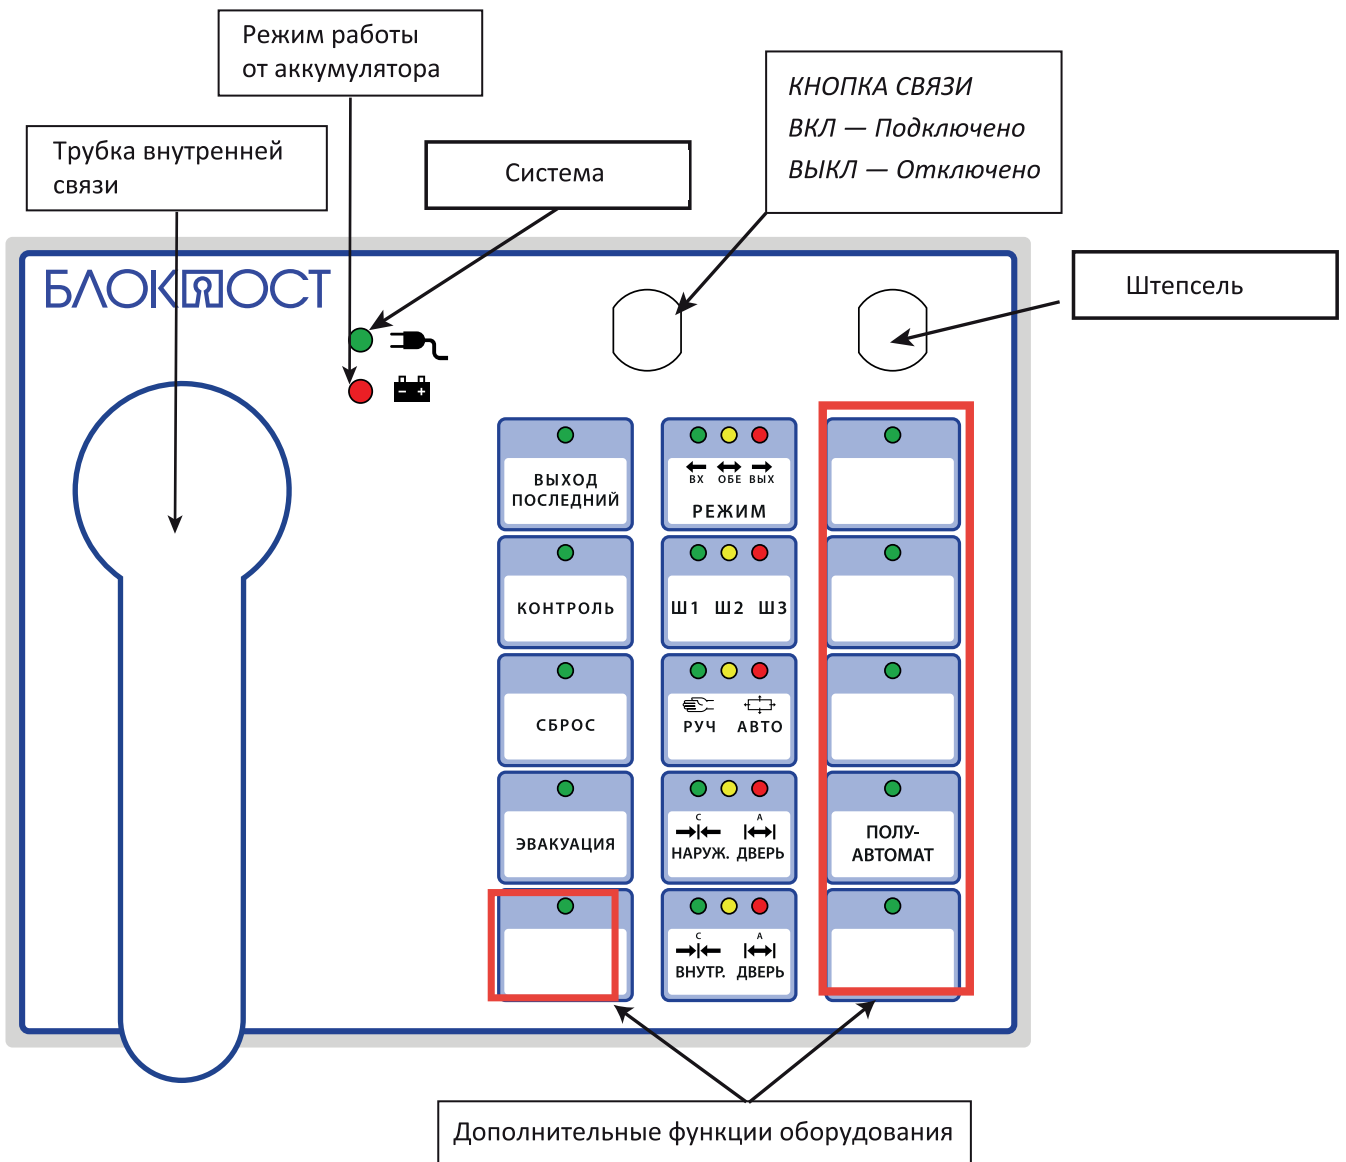 Режим работы
от аккумулятора
КНОПКА СВЯЗИ
ВКЛ — Подключено
ВЫКЛ — Отключено
Трубка внутренней
связи
Система
Штепсель
БЛОКПОСТ
ВЫХОД
ПОСЛЕДНИЙ
ВХ ОБЕ ВЫХ
РЕЖИМ
КОНТРОЛЬ
Ш1 Ш2 Ш3
СБРОС
РУЧ АВТО
ЭВАКУАЦИЯ
С А
НАРУЖ. ДВЕРЬ
ПОЛУ-
АВТОМАТ
С А
ВНУТР. ДВЕРЬ
Дополнительные функции оборудования